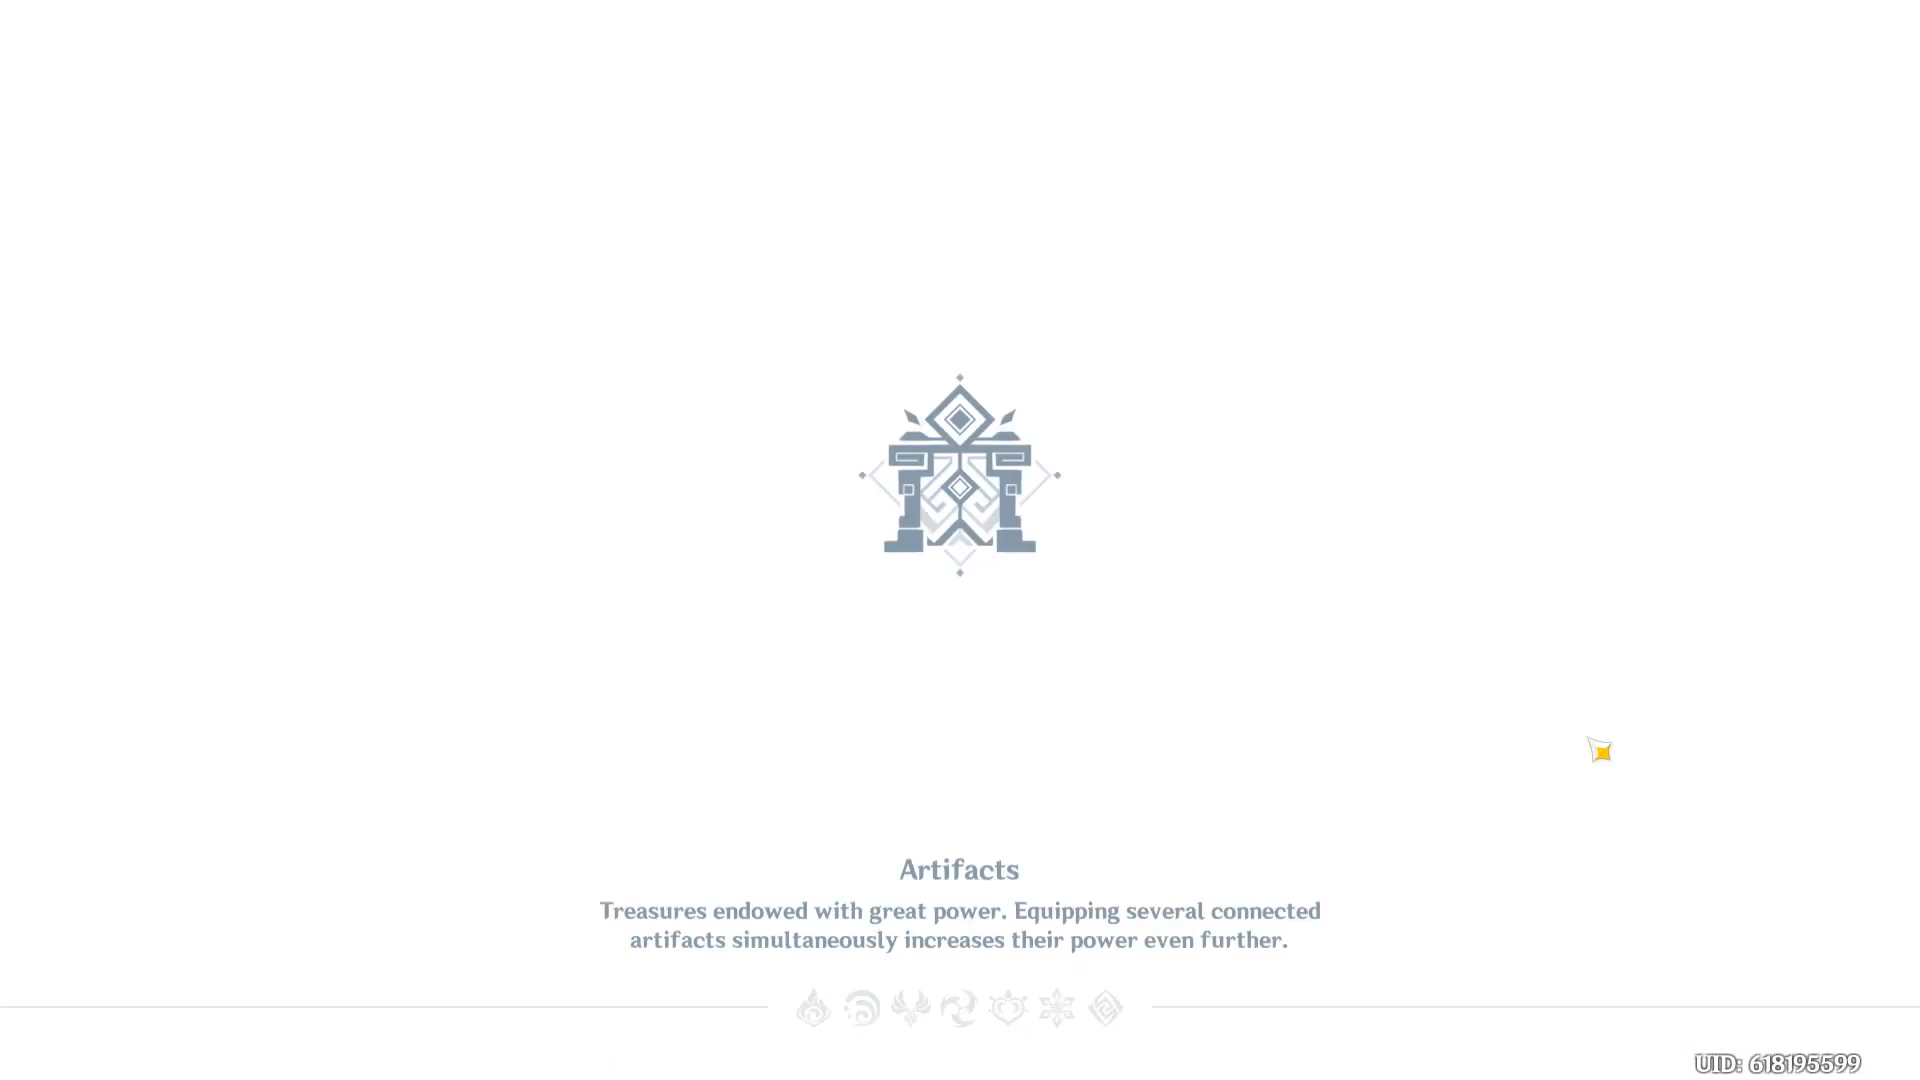 Artifacts
Treasures endowed with great power. Equipping several connected
artifacts simultaneously increases their power even further.
UID: 618195599